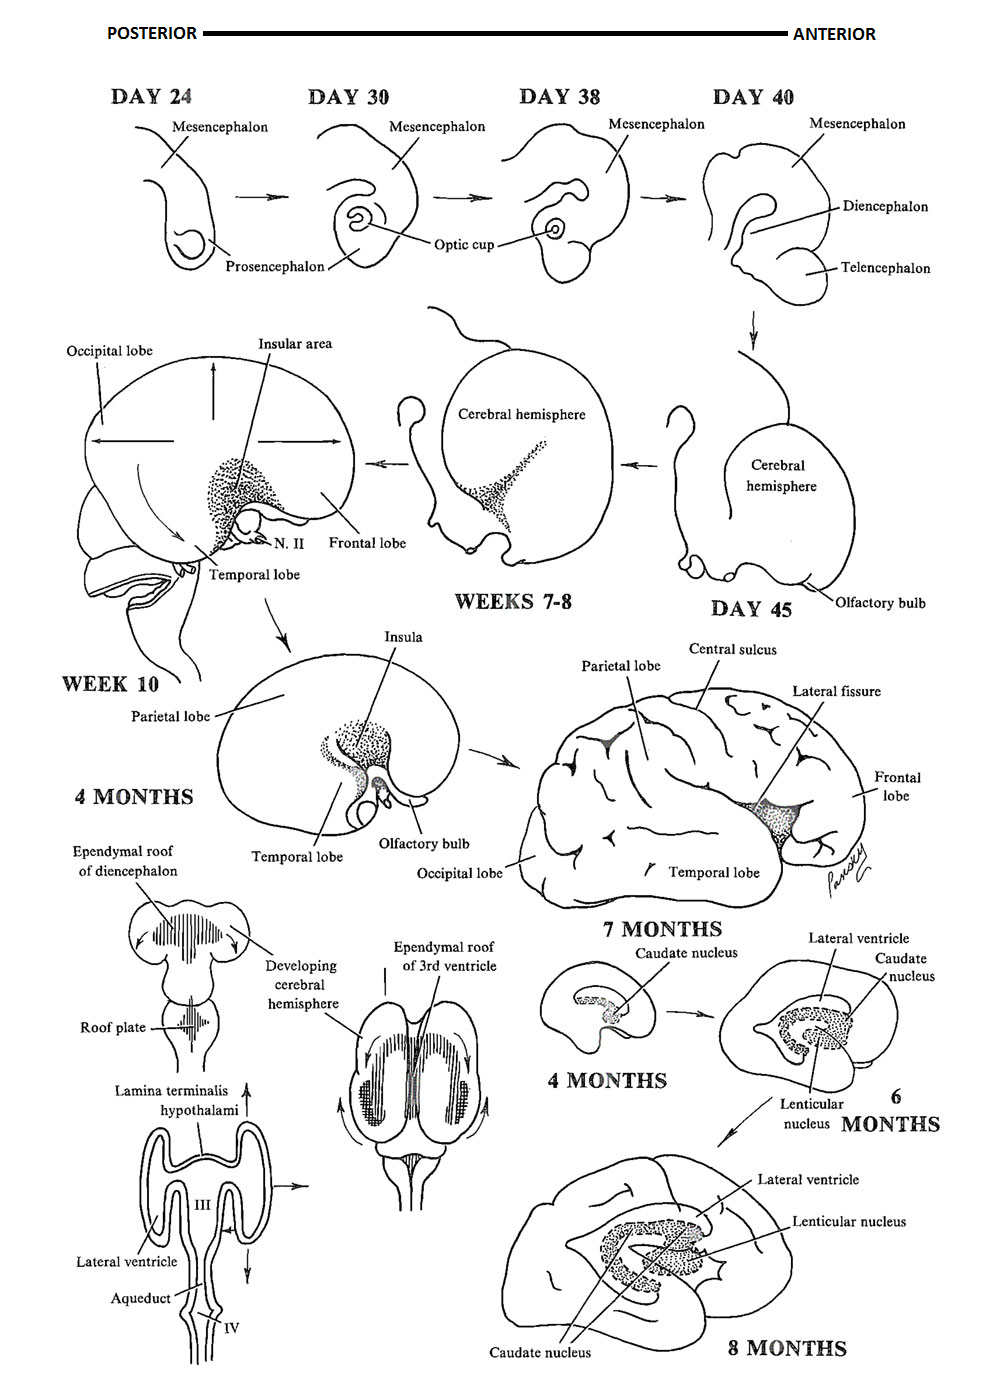 POSTERIOR
ANTERIOR
DAY 24
DAY 30
DAY 38
DAY 40
Mesencephalon
Mesencephalon
Mesencephalon
Mesencephalon
Diencephalon
Optic cup
Prosencephalon
Telencephalon
Occipital lobe
Insular area
Cerebral hemisphere
Cerebral
hemisphere
N. II
Frontal lobe
Temporal lobe
WEEKS 7-8
DAY 45
Olfactory bulb
WEEK 10
Insula
Central sulcus
Parietal lobe
Lateral fissure
Parietal lobe
4 MONTHS
Frontal
lobe
Olfactory bulb
Temporal lobe
Occipital lobe
Temporal lobe
Pansky
7 MONTHS
Ependymal roof
of diencephalon
Developing
cerebral
hemisphere
Roof plate
Ependymal roof
of 3rd ventricle
Caudate nucleus
4 MONTHS
Lateral ventricle
Caudate
nucleus
Lenticular
nucleus
6
MONTHS
Lamina terminalis
hypothalami
III
Lateral ventricle
Aqueduct
IV
Lateral ventricle
Lenticular nucleus
Caudate nucleus
8 MONTHS